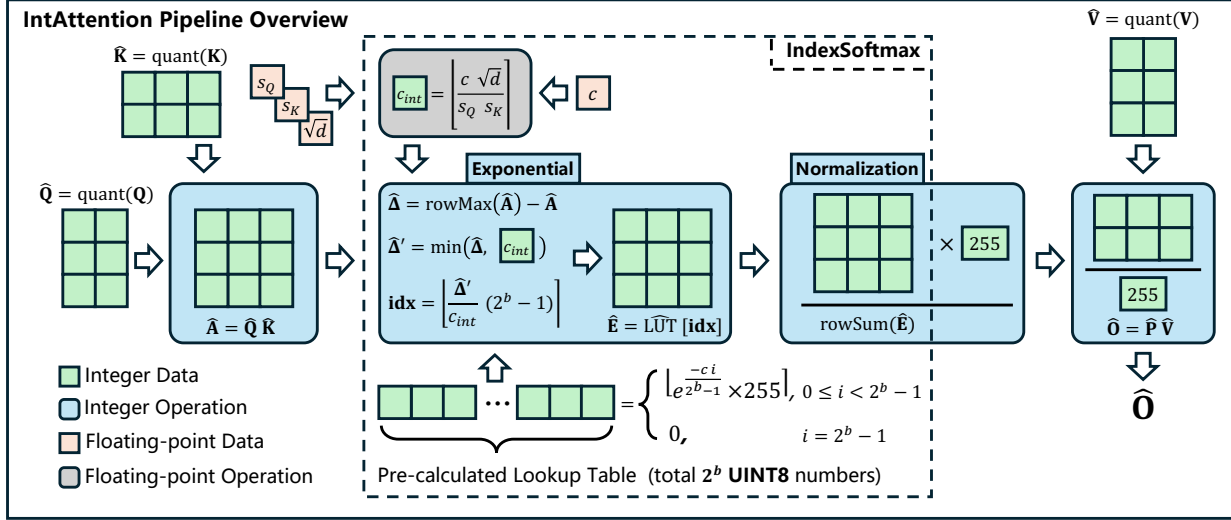 IntAttention Pipeline Overview
K̂ = quant(K)
s_Q
s_K
√d
c_int = ⌊ c √d / s_Q s_K ⌉
c
IndexSoftmax
V̂ = quant(V)
Q̂ = quant(Q)
Â = Q̂ K̂
Exponential
Δ̂ = rowMax(Â) − Â
Δ̂′ = min(Δ̂, c_int )
idx = ⌊ Δ̂′ / c_int (2^b − 1) ⌉
Ê = LUT̂ [idx]
Normalization
× 255
rowSum(Ê)
255
Ô = P̂ V̂
Ô
Integer Data
Integer Operation
Floating-point Data
Floating-point Operation
⋯ = { ⌊e^(−c i / 2^b−1) ×255⌉, 0 ≤ i < 2^b − 1
0, i = 2^b − 1
Pre-calculated Lookup Table (total 2^b UINT8 numbers)